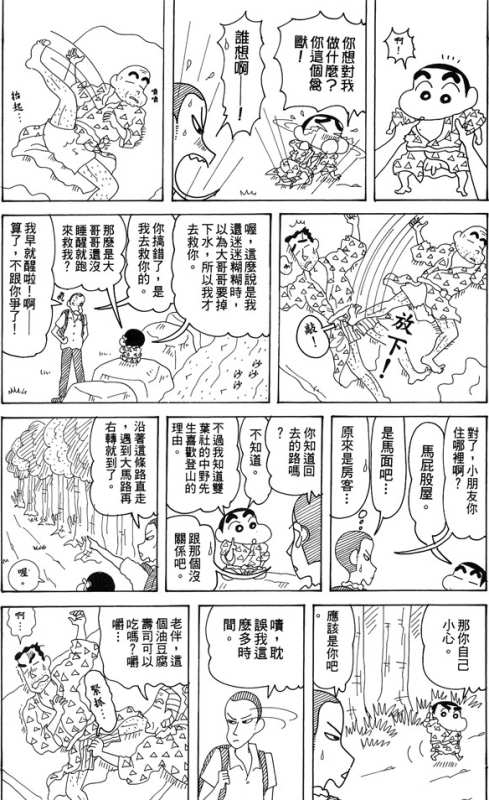 啊！
你想對我
做什麼？
你這個禽
獸！
誰想啊——！
嘖嘖
抬起…
放下！
鼓！
喔，這麼說是我
還迷迷糊糊時，
以為大哥哥要掉
下水，所以我才
去救你。
沙沙
沙沙
你搞錯了，是
我去救你的。
那麼是大
哥哥還沒
睡醒就跑
來救我？
我早就醒啦！啊
算了，不跟你爭了！
對了，小朋友你
住哪裡啊？
馬屁股屋。
是馬面吧…
原來是房客…
你知道回
去的路嗎
不知道。
不過我知道雙
葉社的中野先
生喜歡登山的
理由。
跟那個沒
關係吧。
沿著這條路直走
，遇到大馬路再
右轉就到了。
喔。
那你自己
小心。
應該是你吧
嘖，耽
誤我這
麼多時
間。
老伴，這
個油豆腐
壽司可以
吃嗎？嚼
嚼…
緊抓…
啊…